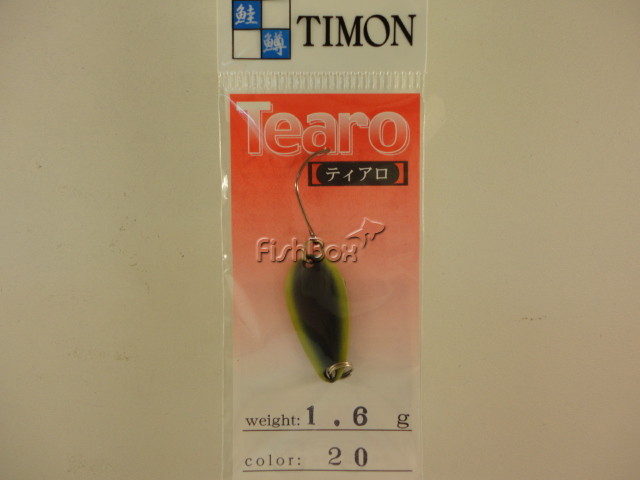 鮭
鱒
TIMON
Tearo
【ティアロ】
FishBox
weight: 1.6 g
color: 20